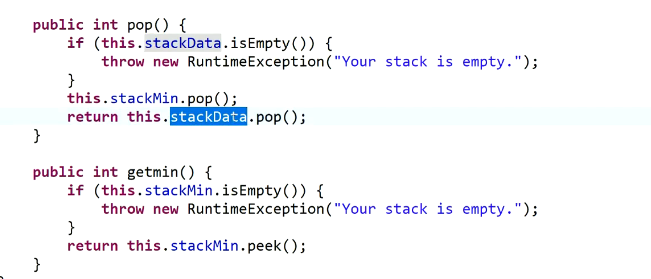 public int pop() {
if (this.stackData.isEmpty()) {
throw new RuntimeException("Your stack is empty.");
}
this.stackMin.pop();
return this.stackData.pop();
}
public int getmin() {
if (this.stackMin.isEmpty()) {
throw new RuntimeException("Your stack is empty.");
}
return this.stackMin.peek();
}